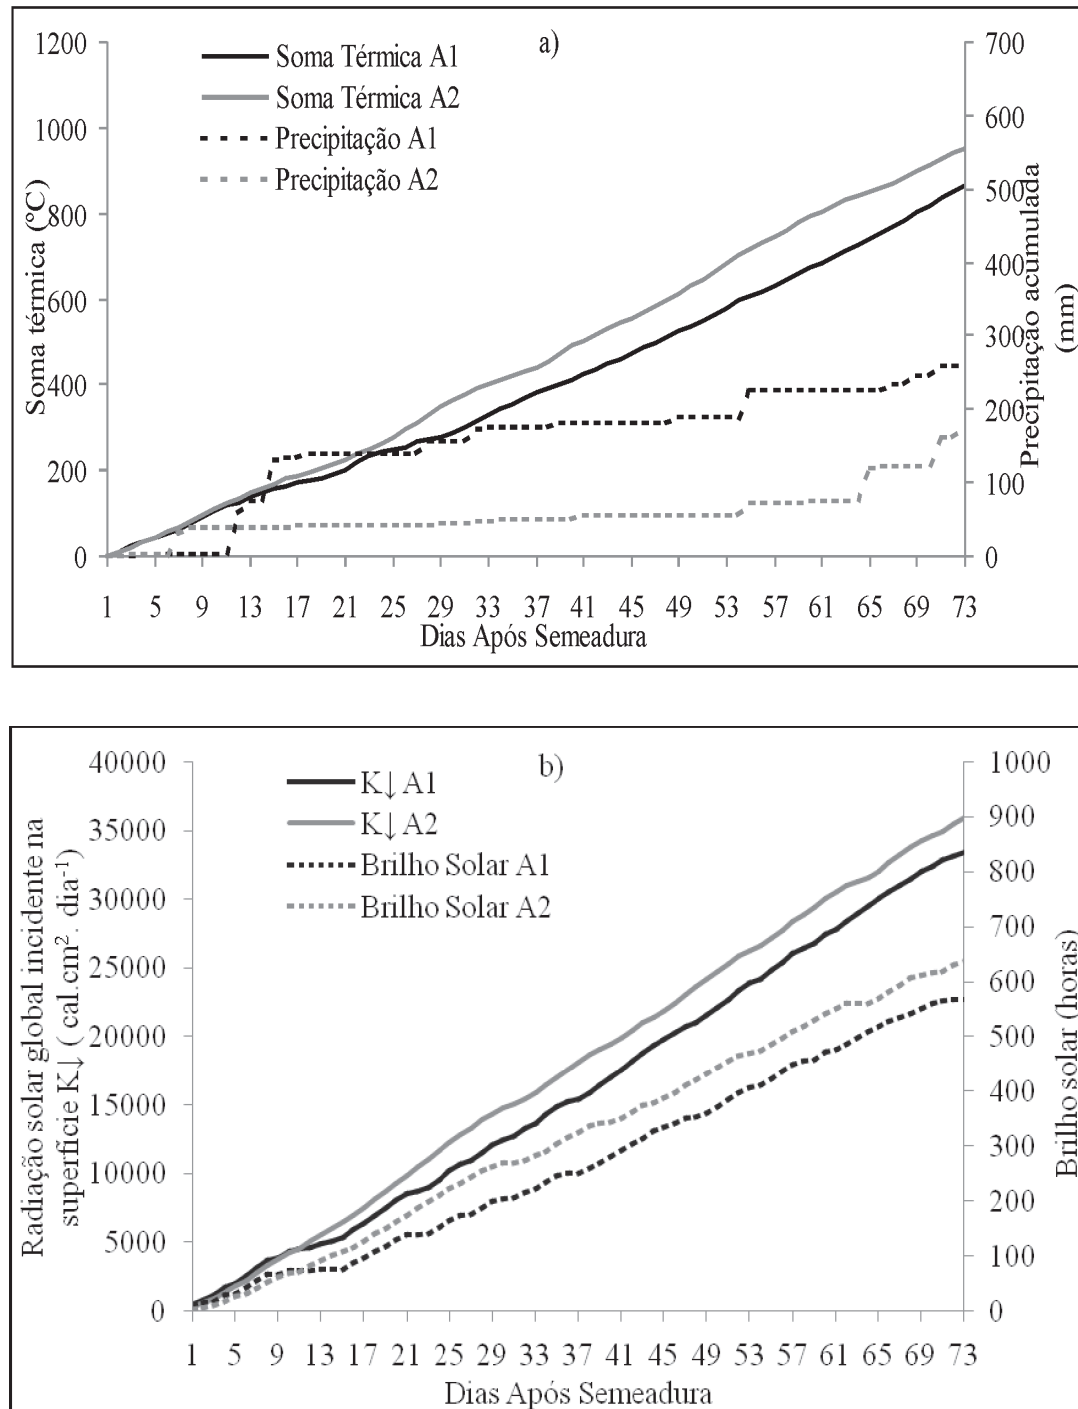 a)
Soma Térmica A1
Soma Térmica A2
Precipitação A1
Precipitação A2
1200
1000
800
600
400
200
0
Soma térmica (ºC)
700
600
500
400
300
200
100
0
Precipitação acumulada
(mm)
1 5 9 13 17 21 25 29 33 37 41 45 49 53 57 61 65 69 73
Dias Após Semeadura
b)
K↓ A1
K↓ A2
Brilho Solar A1
Brilho Solar A2
40000
35000
30000
25000
20000
15000
10000
5000
0
Radiação solar global incidente na
superficie K↓ ( cal.cm². dia⁻¹)
1000
900
800
700
600
500
400
300
200
100
0
Brilho solar (horas)
1 5 9 13 17 21 25 29 33 37 41 45 49 53 57 61 65 69 73
Dias Após Semeadura